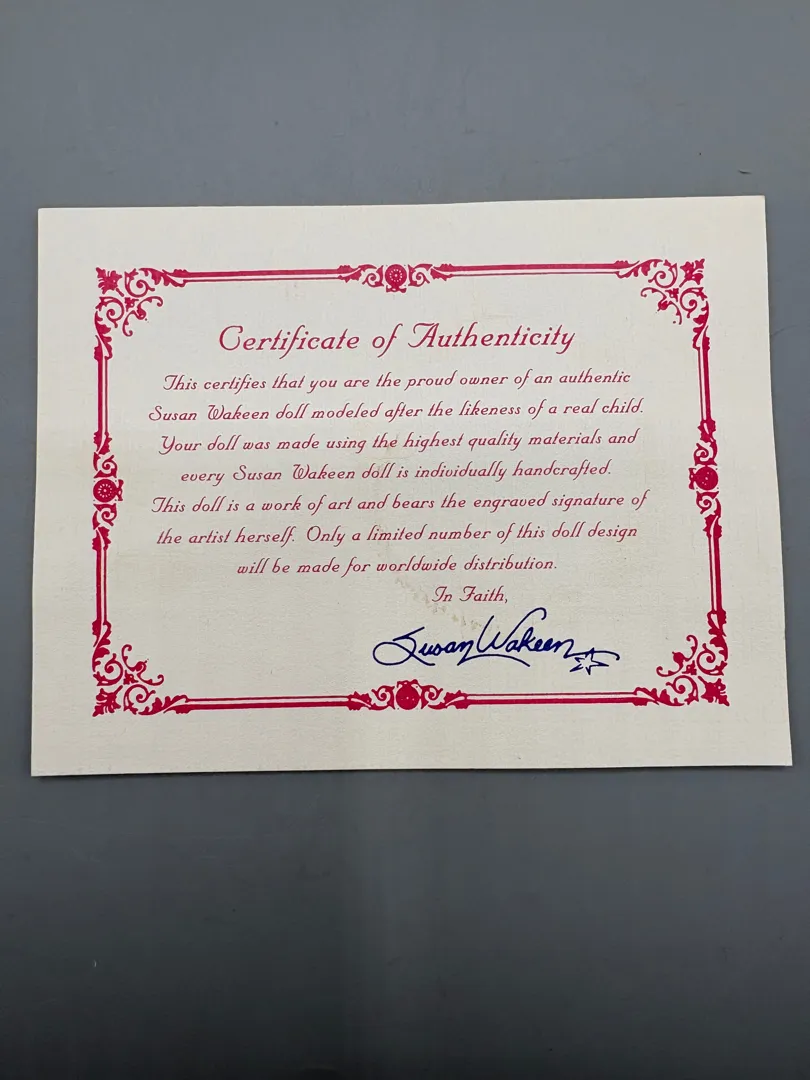 Certificate of Authenticity
This certifies that you are the proud owner of an authentic
Susan Wakeen doll modeled after the likeness of a real child.
Your doll was made using the highest quality materials and
every Susan Wakeen doll is individually handcrafted.
This doll is a work of art and bears the engraved signature of
the artist herself. Only a limited number of this doll design
will be made for worldwide distribution.
In Faith,
Susan Wakeen